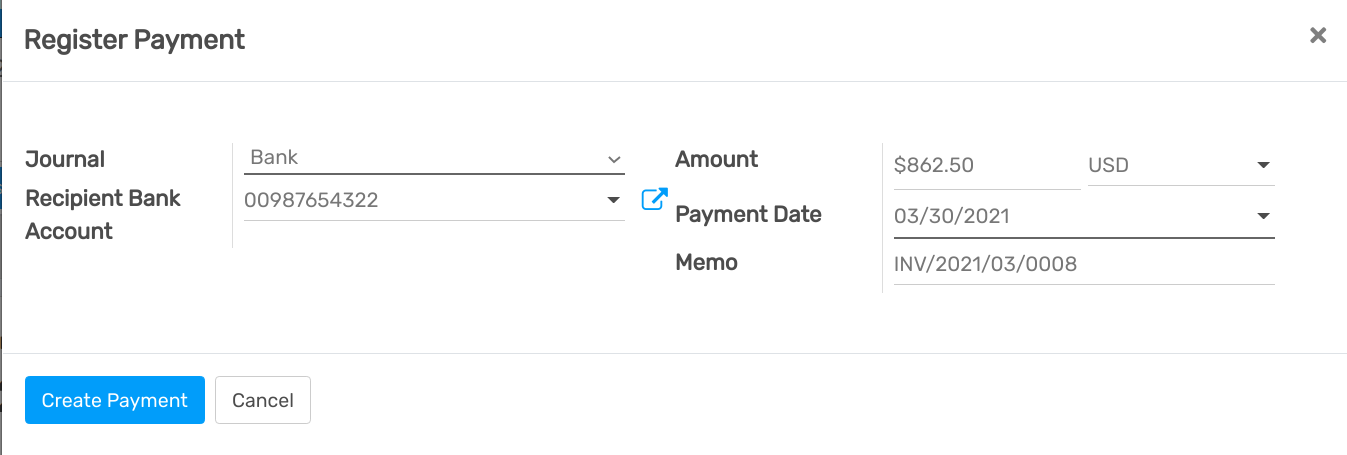 Register Payment
Journal
Bank
Recipient Bank
Account
00987654322
Amount
$862.50
USD
Payment Date
03/30/2021
Memo
INV/2021/03/0008
Create Payment
Cancel